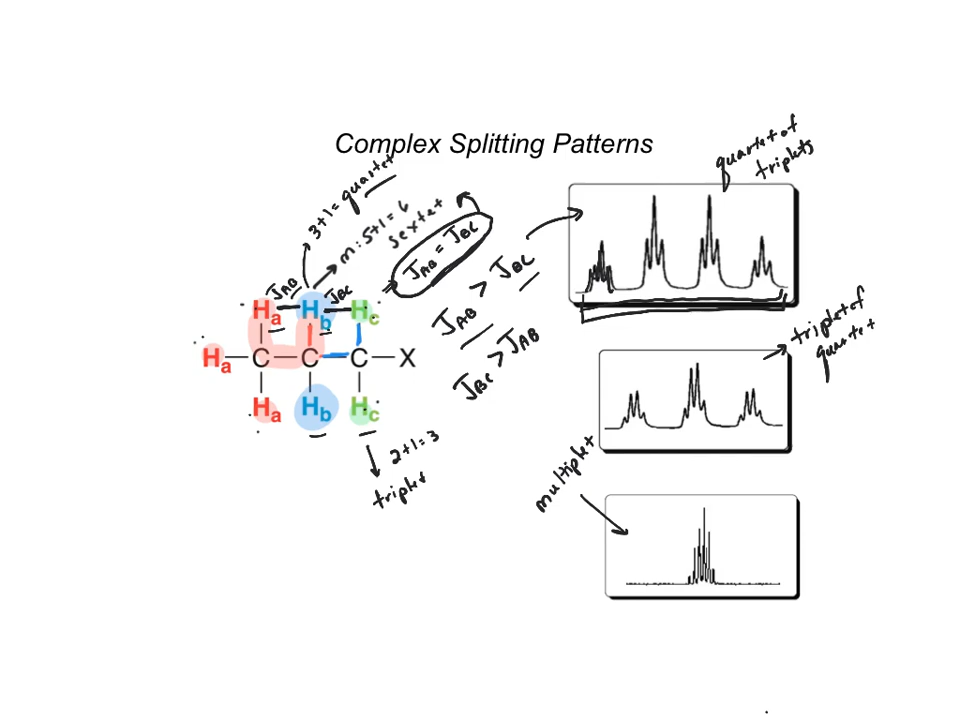 Complex Splitting Patterns
quartet of
triplets
3+1= quartet
m: 5+1= 6
sextet
JAB = JBC
JAB > JBC
JBC > JAB
JAB
JBC
Ha Hb Hc
Ha C C C X
Ha Hb Hc
2+1=3
triplet
triplet of
quartet
multiplet